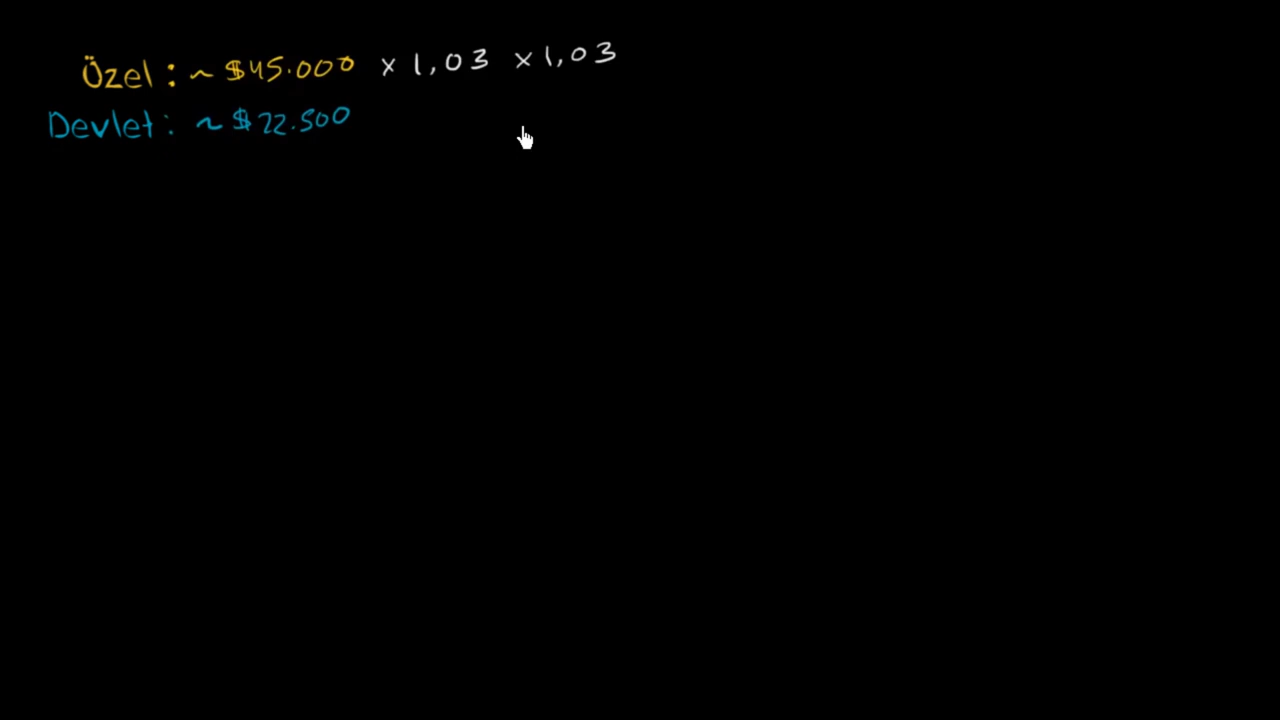 Özel : ~ $45.000 × 1,03 × 1,03
Devlet : ~ $22.500